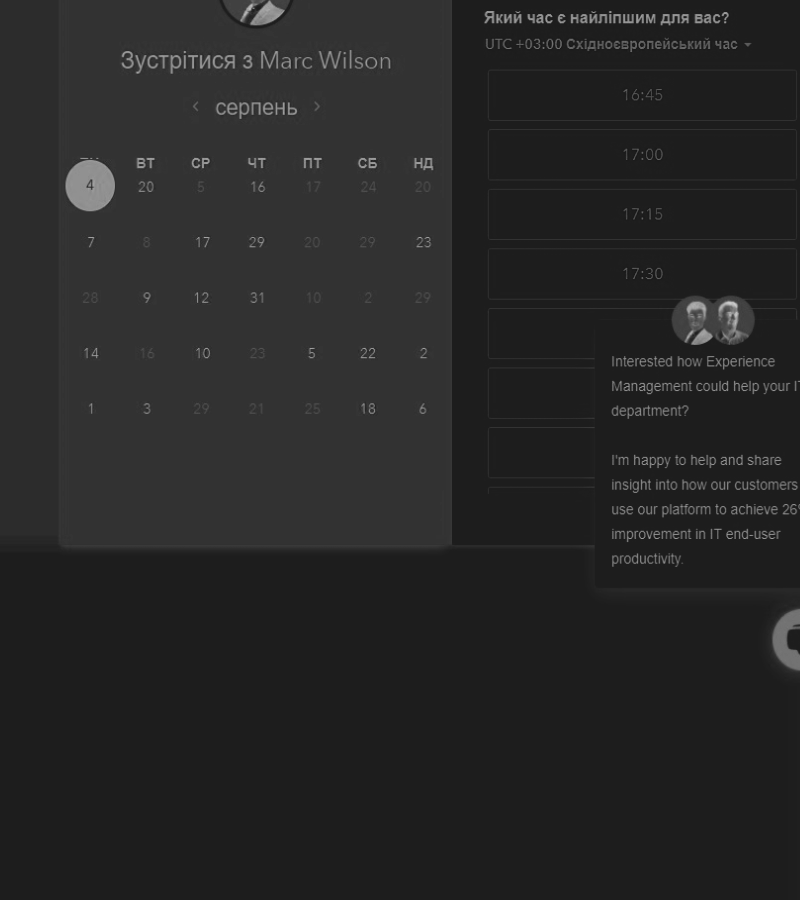 Зустрітися з Marc Wilson
серпень
ВТ СР ЧТ ПТ СБ НД
4 20 5 16 17 24 20
7 8 17 29 20 29 23
28 9 12 31 10 2 29
14 16 10 23 5 22 2
1 3 29 21 25 18 6
Який час є найліпшим для вас?
UTC +03:00 Східноєвропейський час
16:45
17:00
17:15
17:30
Interested how Experience
Management could help your IT
department?
I'm happy to help and share
insight into how our customers
use our platform to achieve 26%
improvement in IT end-user
productivity.